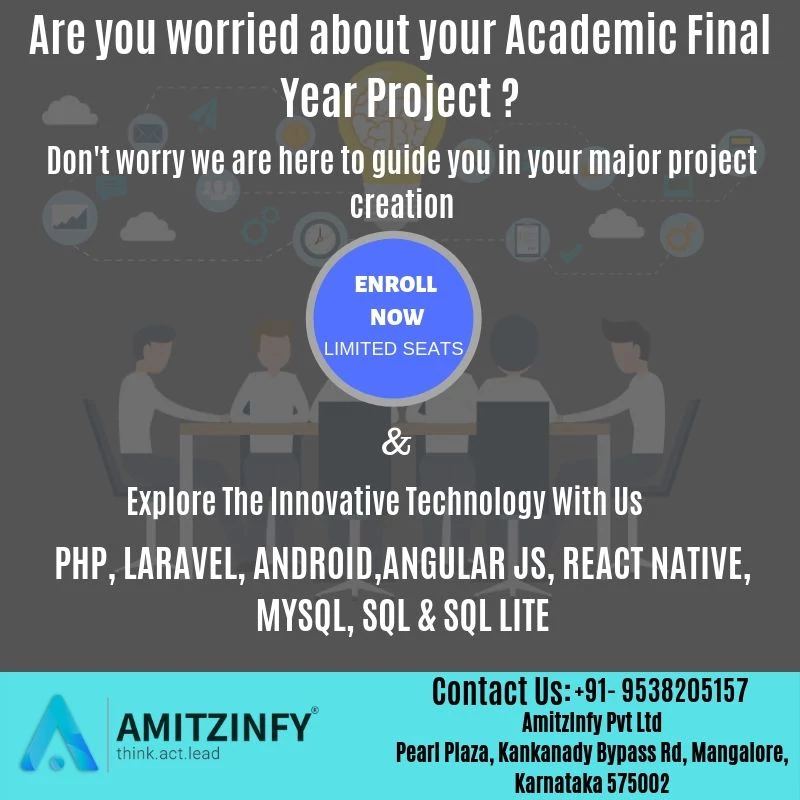 Are you worried about your Academic Final
Year Project ?
Don't worry we are here to guide you in your major project
creation
ENROLL
NOW
LIMITED SEATS
&
Explore The Innovative Technology With Us
PHP, LARAVEL, ANDROID,ANGULAR JS, REACT NATIVE,
MYSQL, SQL & SQL LITE
AMITZINFY®
think.act.lead
Contact Us:+91- 9538205157
AmitzInfy Pvt Ltd
Pearl Plaza, Kankanady Bypass Rd, Mangalore,
Karnataka 575002